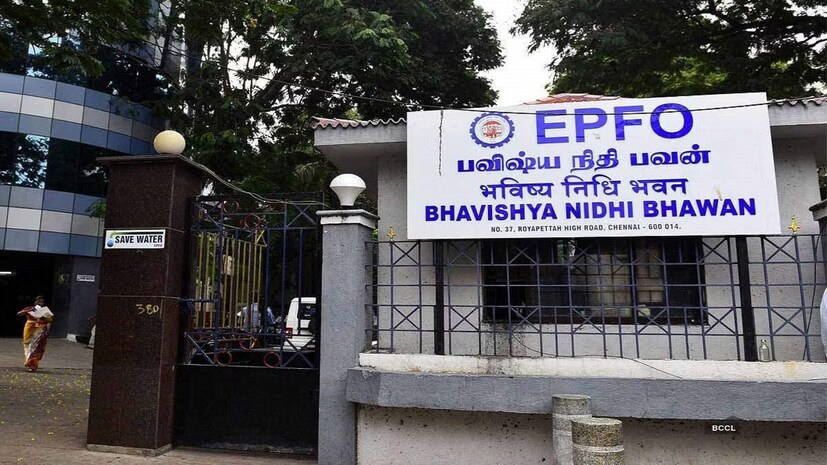 EPFO
பவிஷ்ய நிதி பவன்
भविष्य निधि भवन
BHAVISHYA NIDHI BHAWAN
NO. 37, ROYAPETTAH HIGH ROAD, CHENNAI - 600 014.
SAVE WATER
380
BCCL